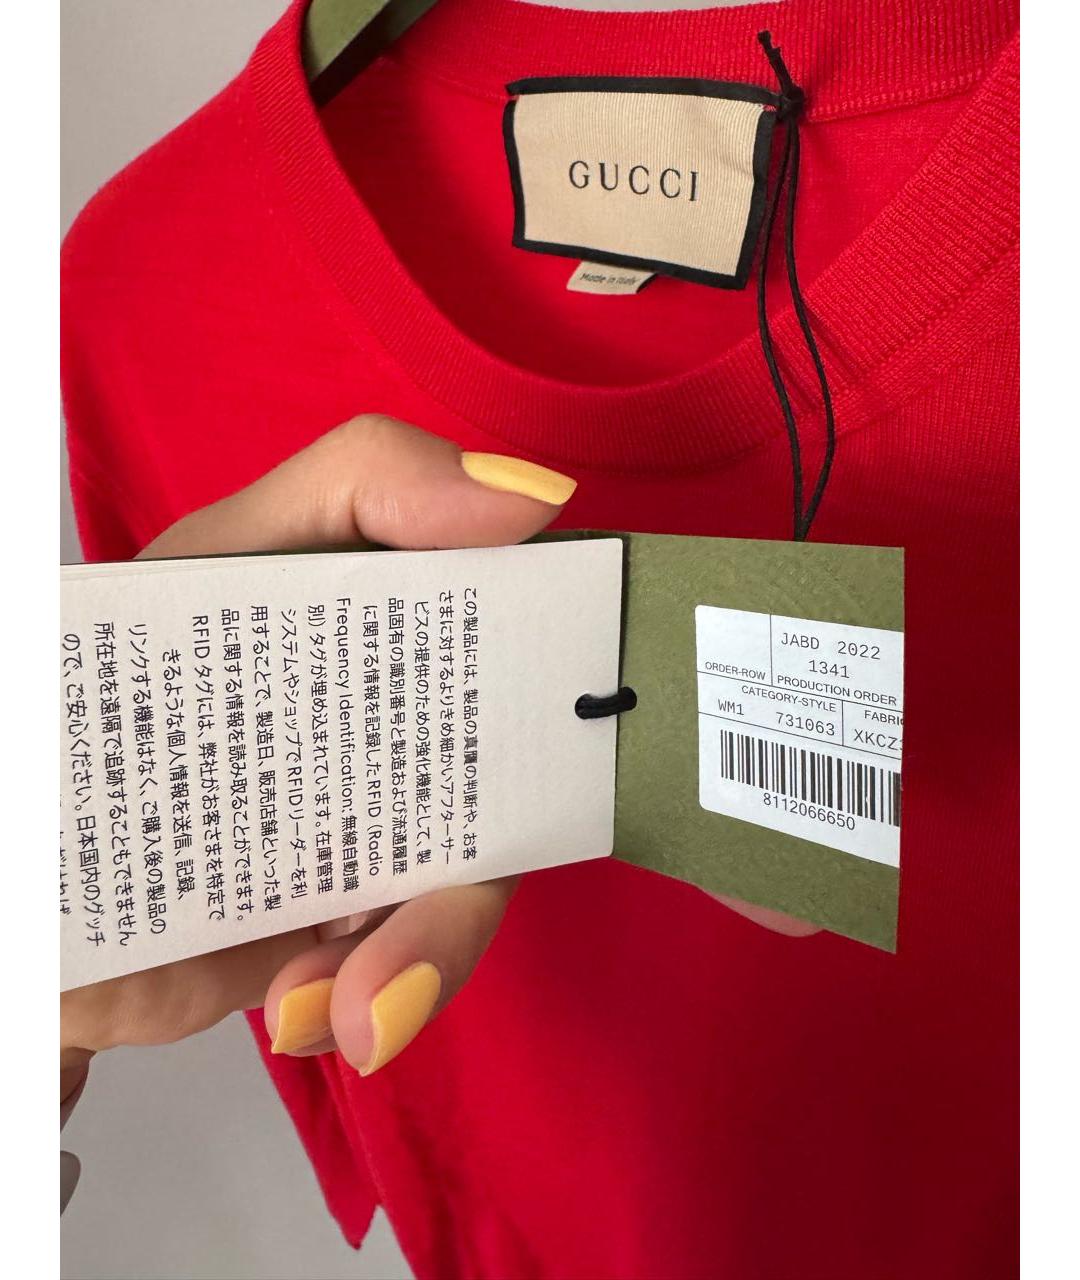 GUCCI
Made in Italy
この製品には、製品の真贋の判断や、お客
さまに対するよりきめ細かいアフターサー
ビスの提供のための強化機能として、製
品固有の識別番号と製造および流通履歴
に関する情報を記録したRFID（Radio
Frequency Identification: 無線自動識
別）タグが埋め込まれています。在庫管理
システムやショップでRFIDリーダーを利
用することで、製造日、販売店舗といった製
品に関する情報を読み取ることができます。
RFIDタグには、弊社がお客さまを特定で
きるような個人情報を送信、記録、
リンクする機能はなく、ご購入後の製品の
所在地を遠隔で追跡することもできません
ので、ご安心ください。日本国内のグッチ
JABD 2022
1341
ORDER-ROW PRODUCTION ORDER
CATEGORY-STYLE
WM1 731063 XKCZ
8112066650